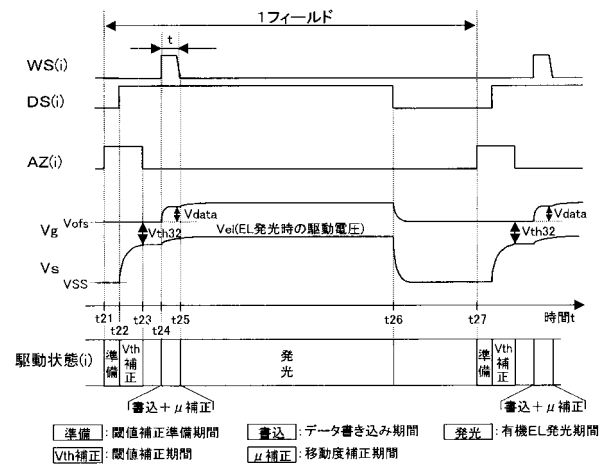 1フィールド
t
WS(i)
DS(i)
AZ(i)
Vg
Vofs
Vdata
Vth32
Vel(EL発光時の駆動電圧)
Vdata
Vth32
Vs
VSS
t21 t22 t23 t24 t25 t26 t27 時間t
駆動状態(i)
準備 Vth補正 発光 準備 Vth補正
書込+μ補正 書込+μ補正
準備:閾値補正準備期間 書込:データ書き込み期間 発光:有機EL発光期間
Vth補正:閾値補正期間 μ補正:移動度補正期間